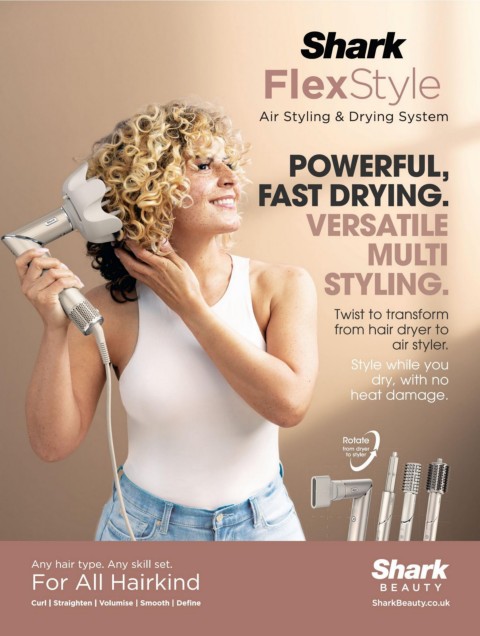 Shark
FlexStyle
Air Styling & Drying System
POWERFUL,
FAST DRYING.
VERSATILE
MULTI
STYLING.
Twist to transform
from hair dryer to
air styler.
Style while you
dry, with no
heat damage.
Rotate
from dryer
to styler
Any hair type. Any skill set.
For All Hairkind
Curl | Straighten | Volumise | Smooth | Define
Shark
BEAUTY
SharkBeauty.co.uk